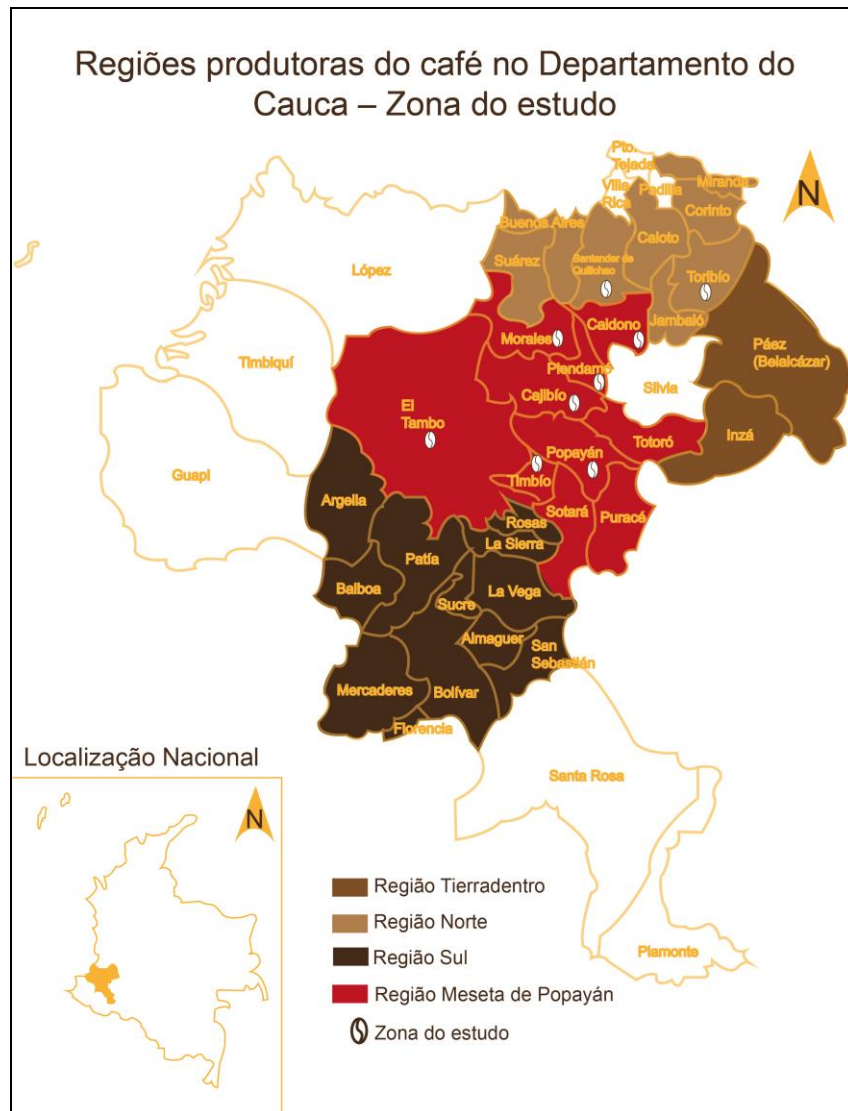 Regiões produtoras do café no Departamento do
Cauca – Zona do estudo
Pto.
Tejada
Villa
Rica
Padilla
Miranda
N
Corinto
Buenos Aires
Caloto
Suárez
Santander de
Quilichao
López
Toribío
Caldono
Jambaló
Morales
Páez
(Belalcázar)
Timbiquí
Piendamó
Silvia
Cajibío
El
Tambo
Totoró
Inzá
Popayán
Guapi
Timbío
Argelia
Sotará
Puracé
Rosas
La Sierra
Patía
Balboa
La Vega
Sucre
Almaguer
San
Sebastián
Mercaderes
Bolívar
Florencia
Santa Rosa
Piamonte
Localização Nacional
N
Região Tierradentro
Região Norte
Região Sul
Região Meseta de Popayán
Zona do estudo